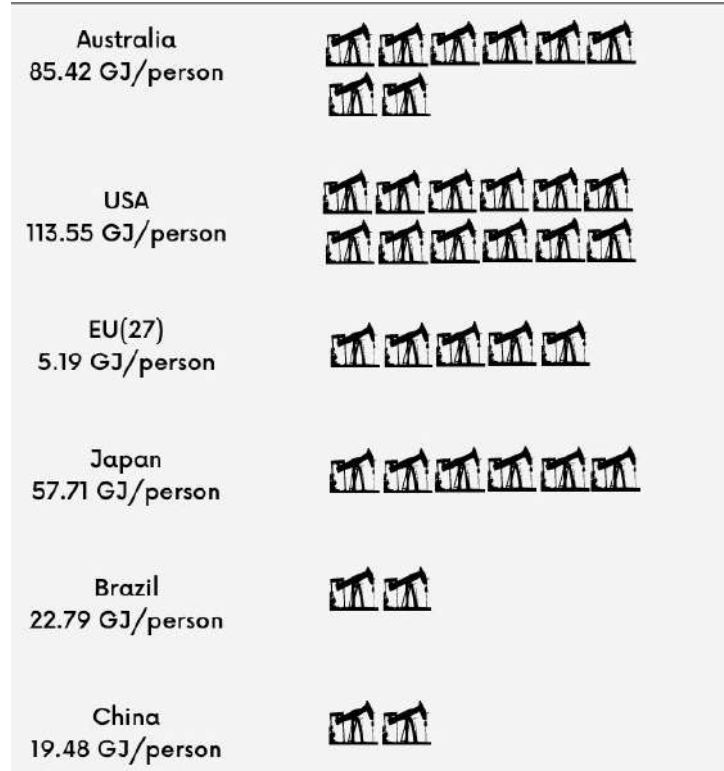 Australia
85.42 GJ/person
USA
113.55 GJ/person
EU(27)
5.19 GJ/person
Japan
57.71 GJ/person
Brazil
22.79 GJ/person
China
19.48 GJ/person